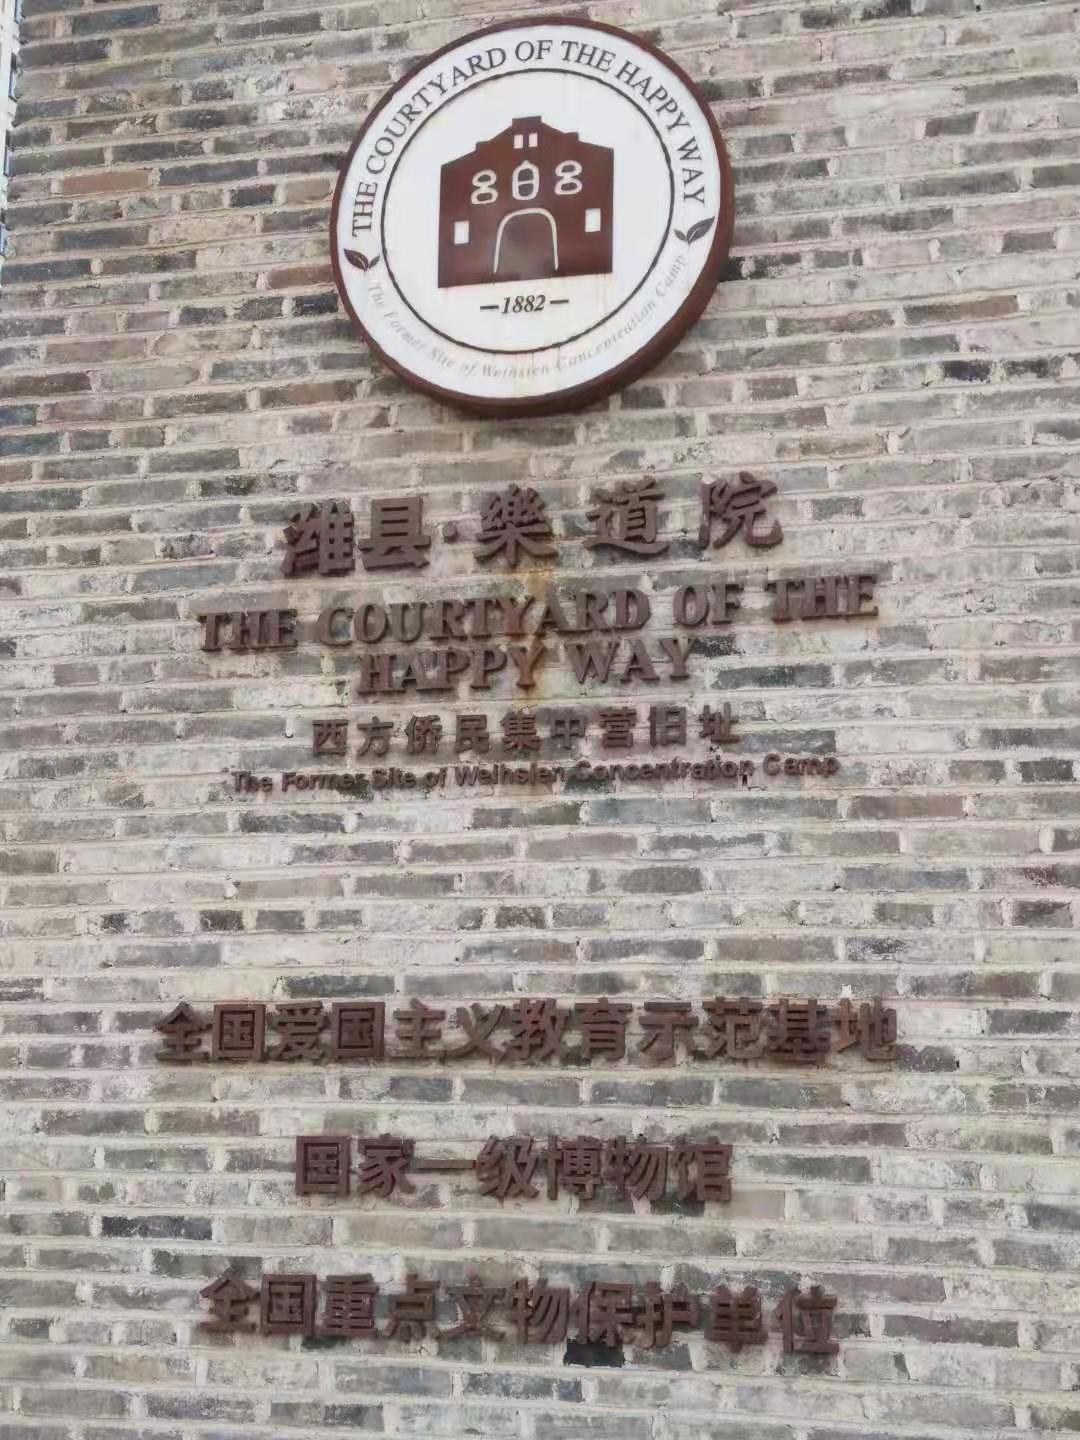 THE COURTYARD OF THE HAPPY WAY
1882
The Former Site of Weihsien Concentration Camp
潍县·樂道院
THE COURTYARD OF THE
HAPPY WAY
西方侨民集中营旧址
The Former Site of Weihsien Concentration Camp
全国爱国主义教育示范基地
国家一级博物馆
全国重点文物保护单位